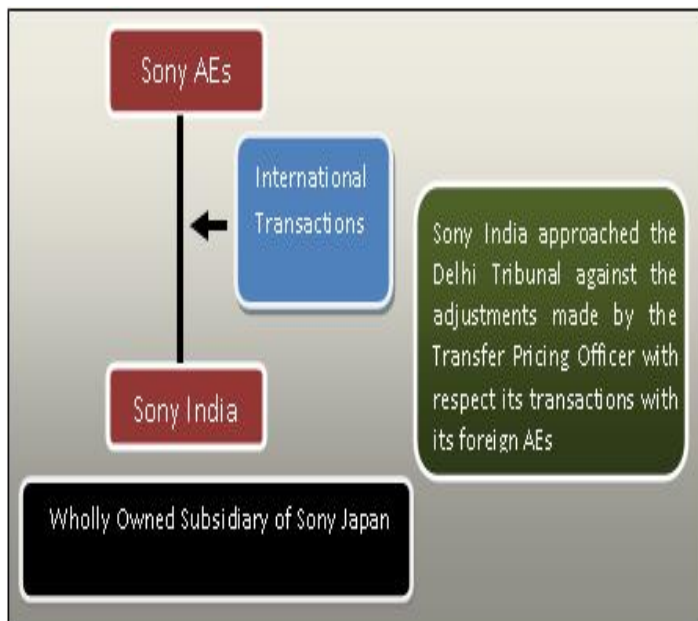 Sony AEs
International
Transactions
Sony India approached the
Delhi Tribunal against the
adjustments made by the
Transfer Pricing Officer with
respect its transactions with
its foreign AEs
Sony India
Wholly Owned Subsidiary of Sony Japan